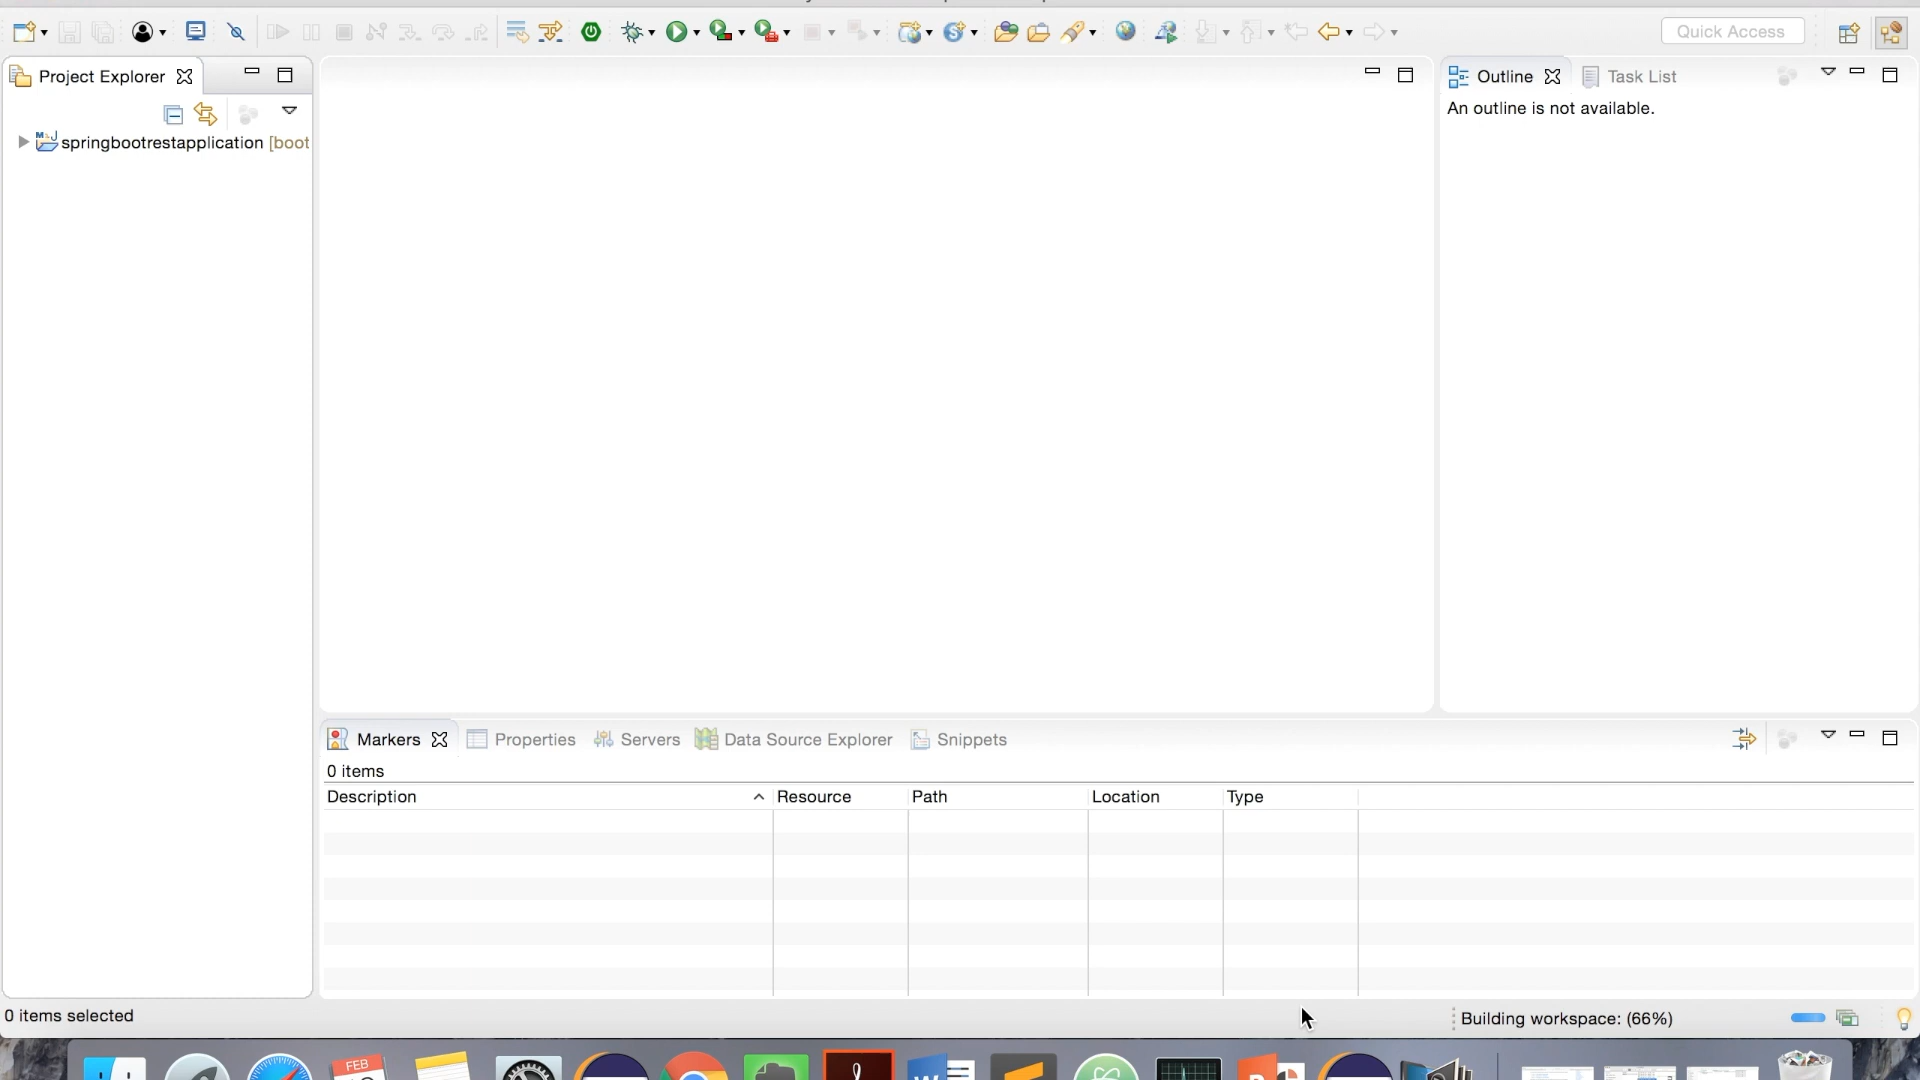 Quick Access
Project Explorer
springbootrestapplication [boot
Outline
Task List
An outline is not available.
Markers
Properties
Servers
Data Source Explorer
Snippets
0 items
Description
Resource
Path
Location
Type
0 items selected
Building workspace: (66%)
FEB